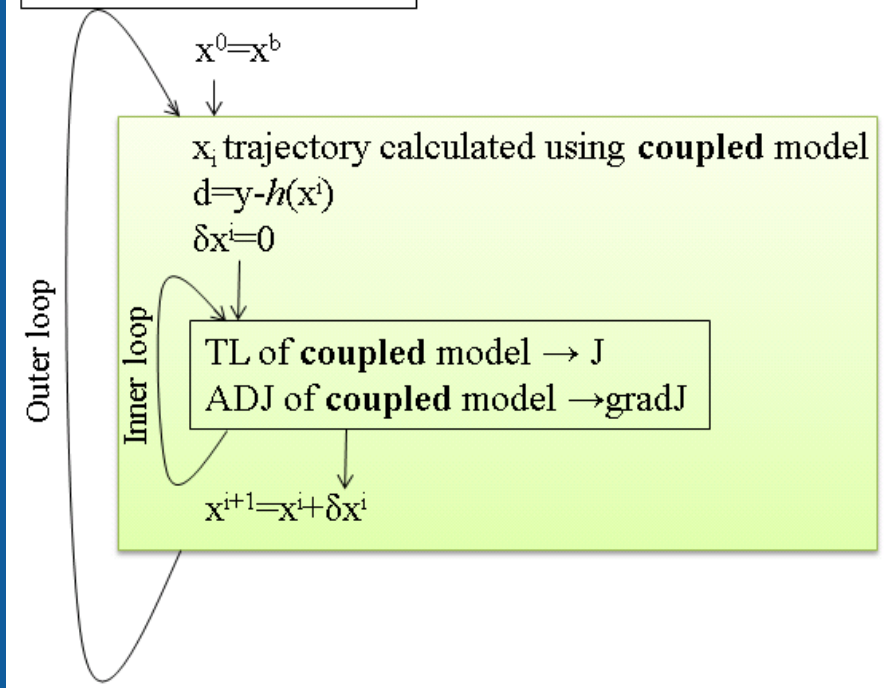 x⁰=xᵇ
xᵢ trajectory calculated using coupled model
d=y-h(xⁱ)
δxⁱ=0
Outer loop
Inner loop
TL of coupled model → J
ADJ of coupled model →gradJ
xⁱ⁺¹=xⁱ+δxⁱ